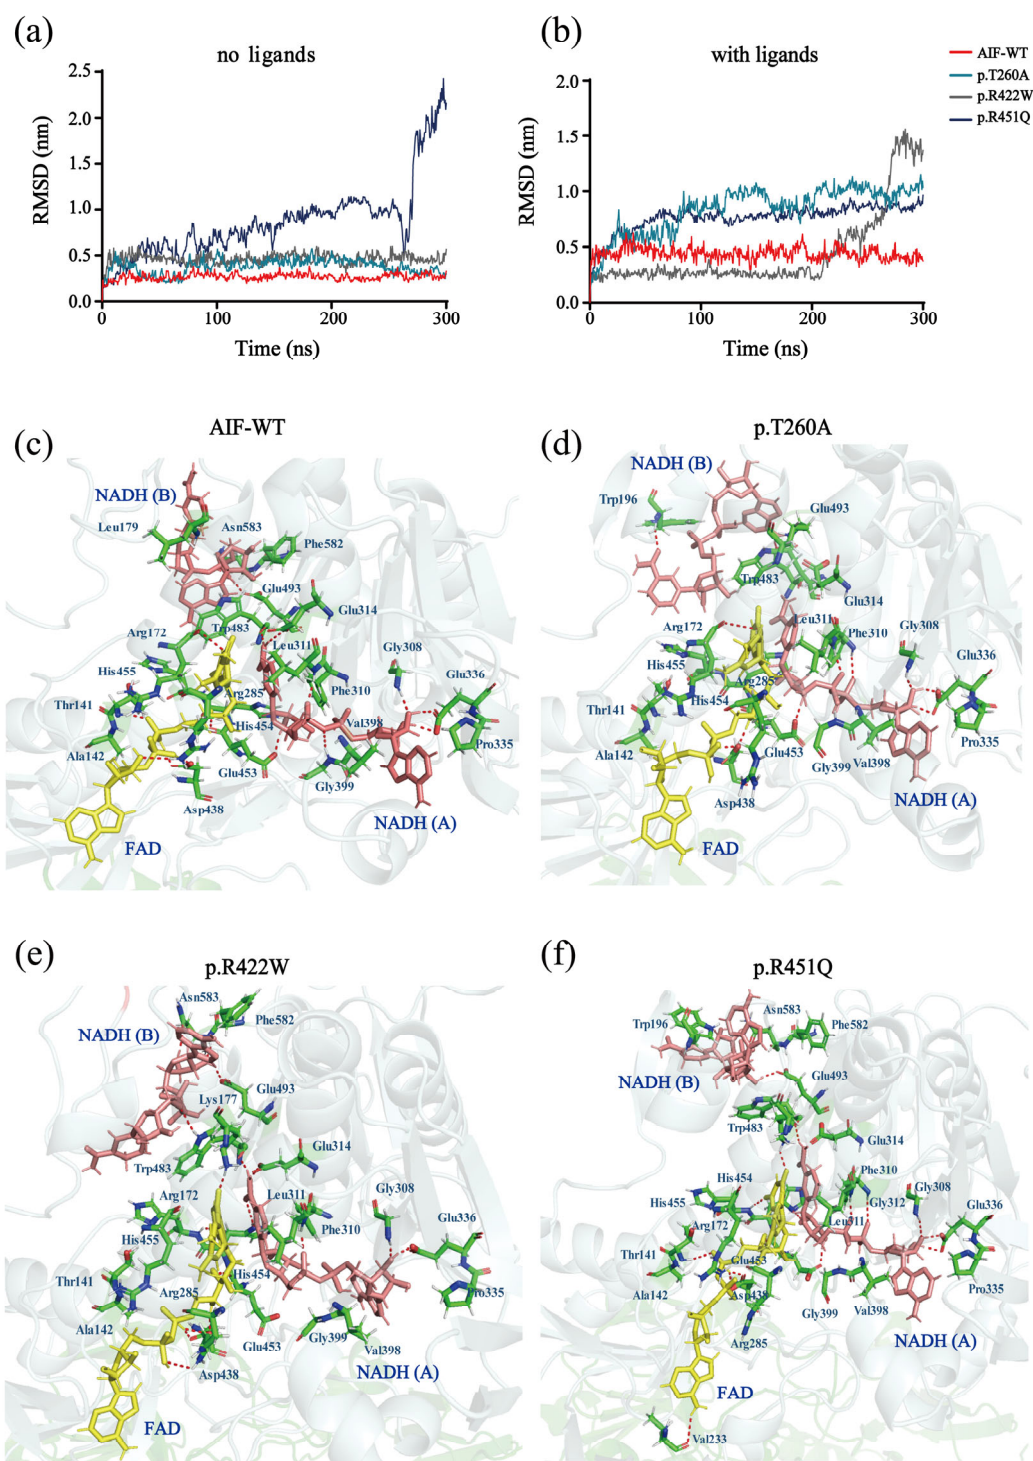 (a)
no ligands
RMSD (nm)
2.5
2.0
1.5
1.0
0.5
0.0
0
100
200
300
Time (ns)
(b)
with ligands
RMSD (nm)
2.0
1.5
1.0
0.5
0.0
0
100
200
300
Time (ns)
AIF-WT
p.T260A
p.R422W
p.R451Q
(c)
AIF-WT
NADH (B)
Leu179
Asn583
Phe582
Glu493
Glu314
Trp483
Arg172
Leu311
Gly308
His455
Glu336
Arg285
Phe310
Thr141
His454
Val398
Pro335
Ala142
Glu453
Gly399
Asp438
NADH (A)
FAD
(d)
p.T260A
NADH (B)
Trp196
Glu493
Trp483
Glu314
Leu311
Arg172
Phe310
Gly308
His455
Glu336
Arg285
His454
Thr141
Pro335
Ala142
Glu453
Gly399
Val398
Asp438
NADH (A)
FAD
(e)
p.R422W
Asn583
Phe582
NADH (B)
Glu493
Lys177
Glu314
Trp483
Arg172
Leu311
Gly308
Glu336
Phe310
His455
Thr141
His454
Arg285
Pro335
Ala142
Glu453
Gly399
Val398
Asp438
NADH (A)
FAD
(f)
p.R451Q
Asn583
Trp196
Phe582
NADH (B)
Glu493
Trp483
Glu314
His454
Phe310
Gly308
His455
Gly312
Glu336
Arg172
Leu311
Thr141
Glu453
Pro335
Ala142
Asp438
Gly399
Val398
Arg285
NADH (A)
FAD
Val233